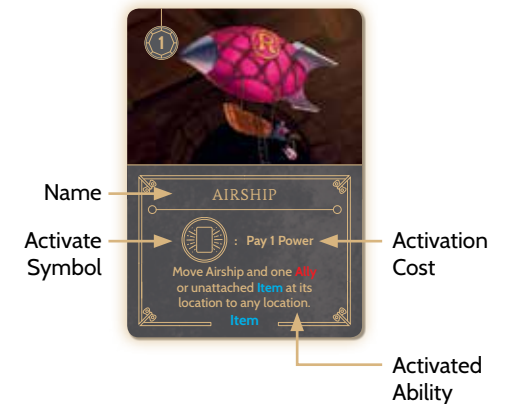 1
R
Name
AIRSHIP
Activate
Symbol
: Pay 1 Power
Activation
Cost
Move Airship and one Ally
or unattached Item at its
location to any location.
Item
Activated
Ability